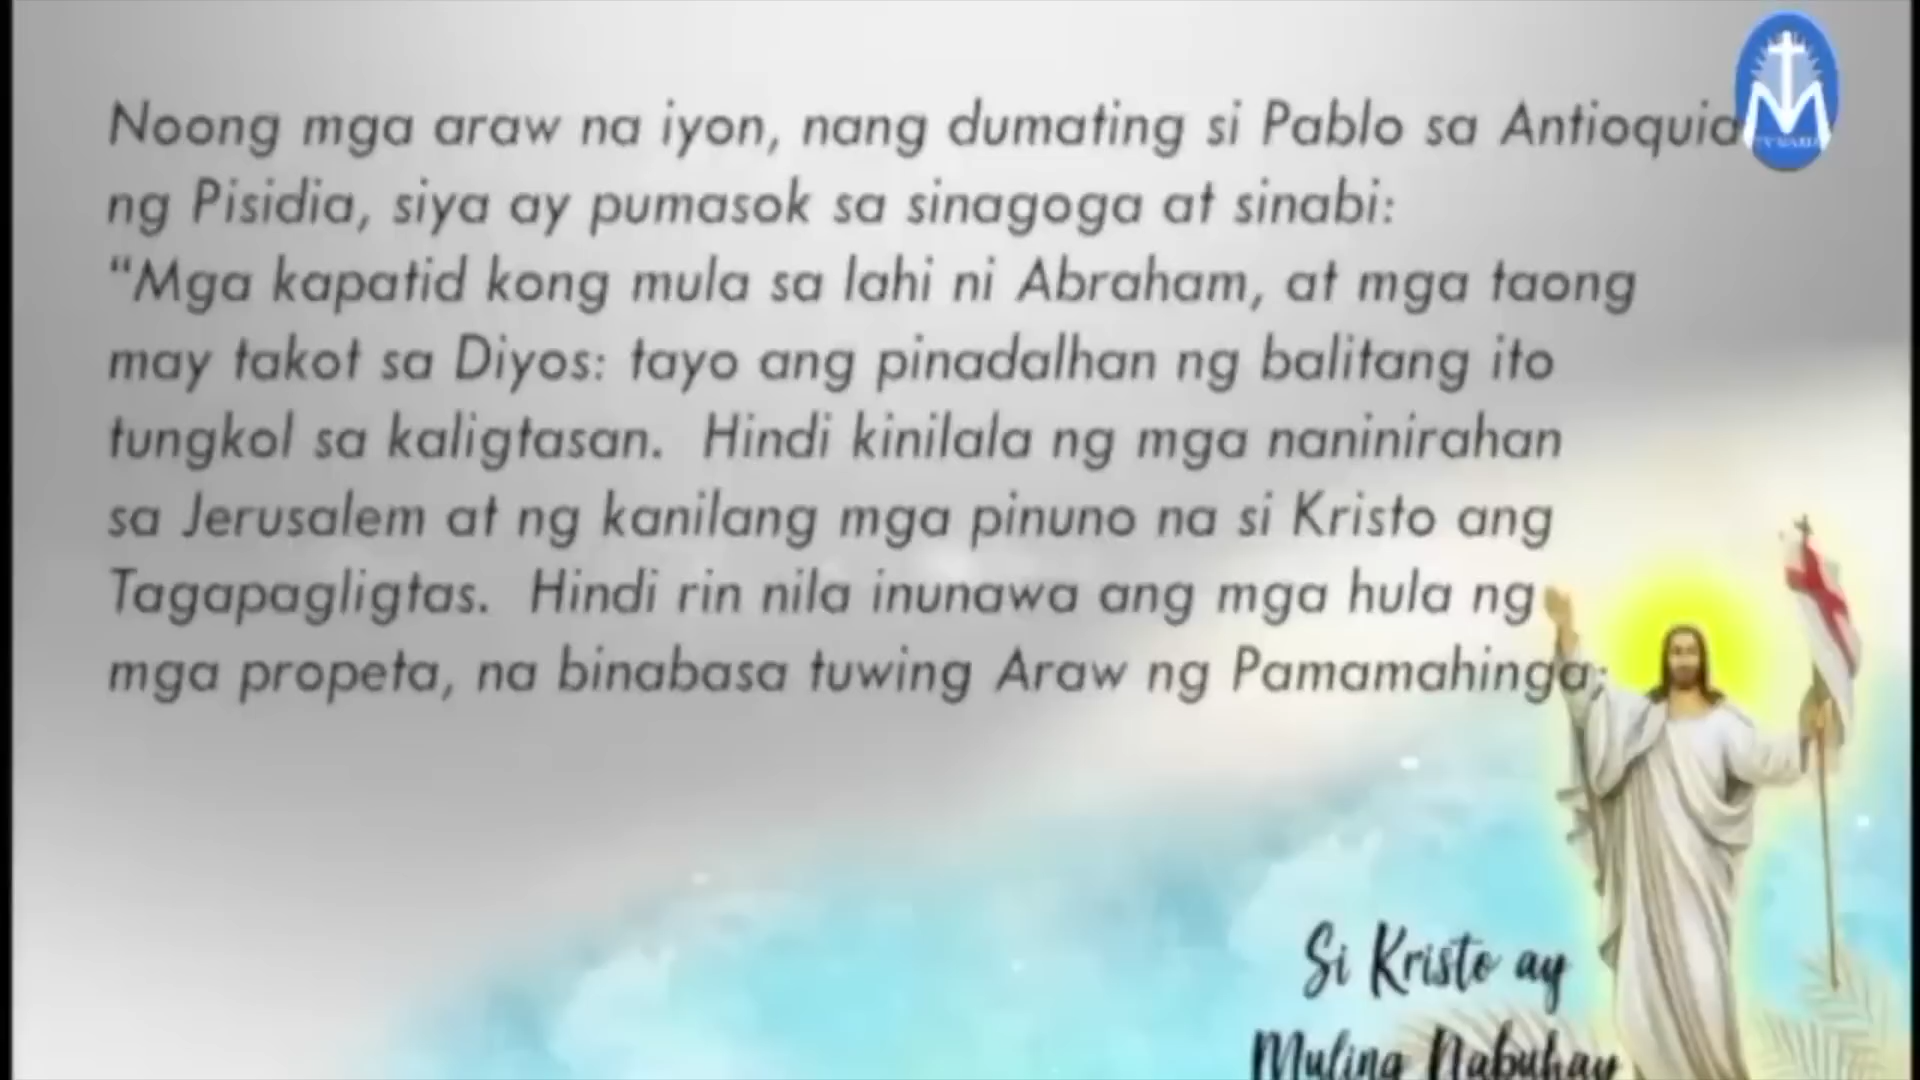 Noong mga araw na iyon, nang dumating si Pablo sa Antioquia
ng Pisidia, siya ay pumasok sa sinagoga at sinabi:
“Mga kapatid kong mula sa lahi ni Abraham, at mga taong
may takot sa Diyos: tayo ang pinadalhan ng balitang ito
tungkol sa kaligtasan. Hindi kinilala ng mga naninirahan
sa Jerusalem at ng kanilang mga pinuno na si Kristo ang
Tagapagligtas. Hindi rin nila inunawa ang mga hula ng
mga propeta, na binabasa tuwing Araw ng Pamamahinga;
TV MARIA
Si Kristo ay
Muling Nabuhay